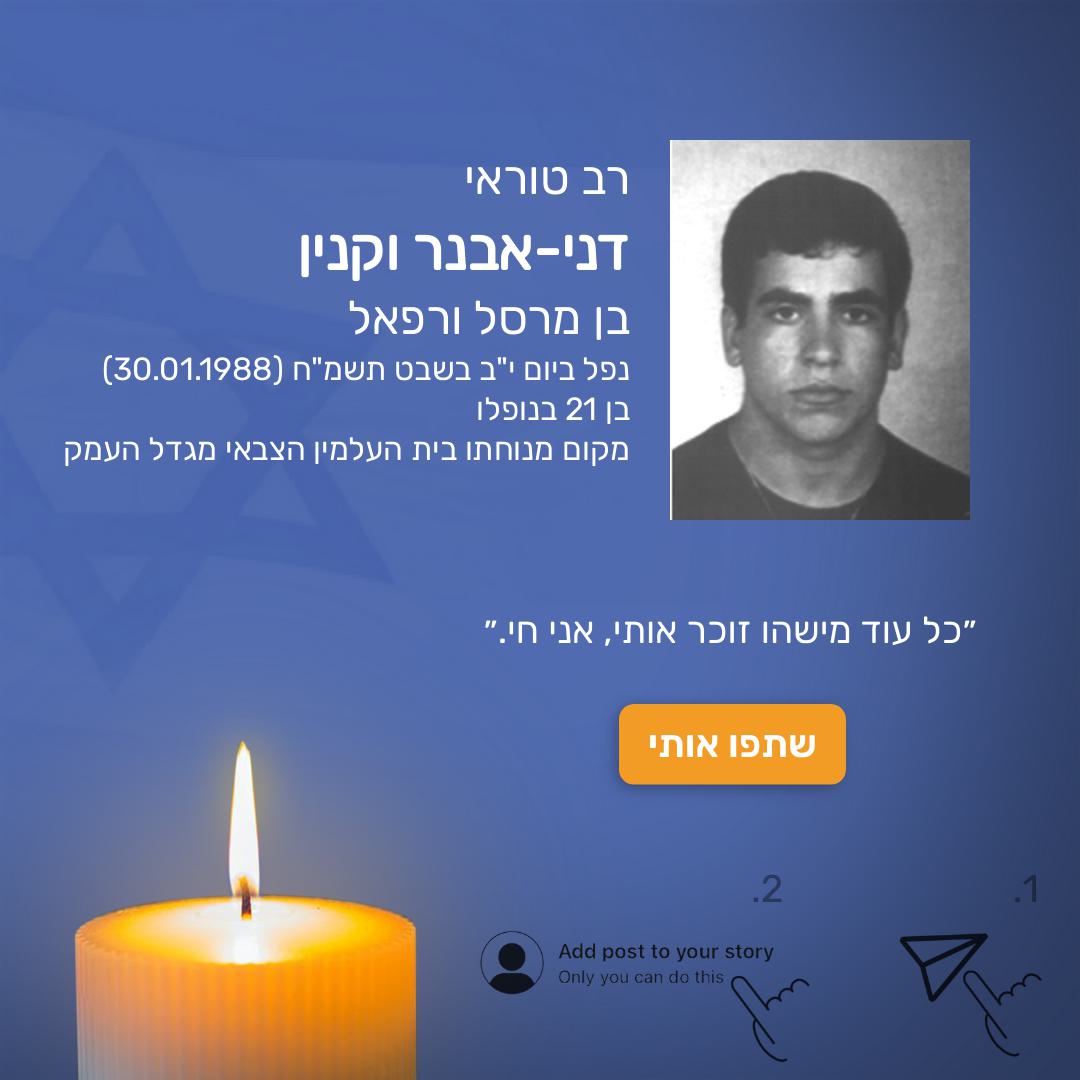 רב טוראי
דני-אבנר וקנין
בן מרסל ורפאל
נפל ביום י"ב בשבט תשמ"ח (30.01.1988)
בן 21 בנופלו
מקום מנוחתו בית העלמין הצבאי מגדל העמק
״כל עוד מישהו זוכר אותי, אני חי.״
שתפו אותי
1.
2.
Add post to your story
Only you can do this